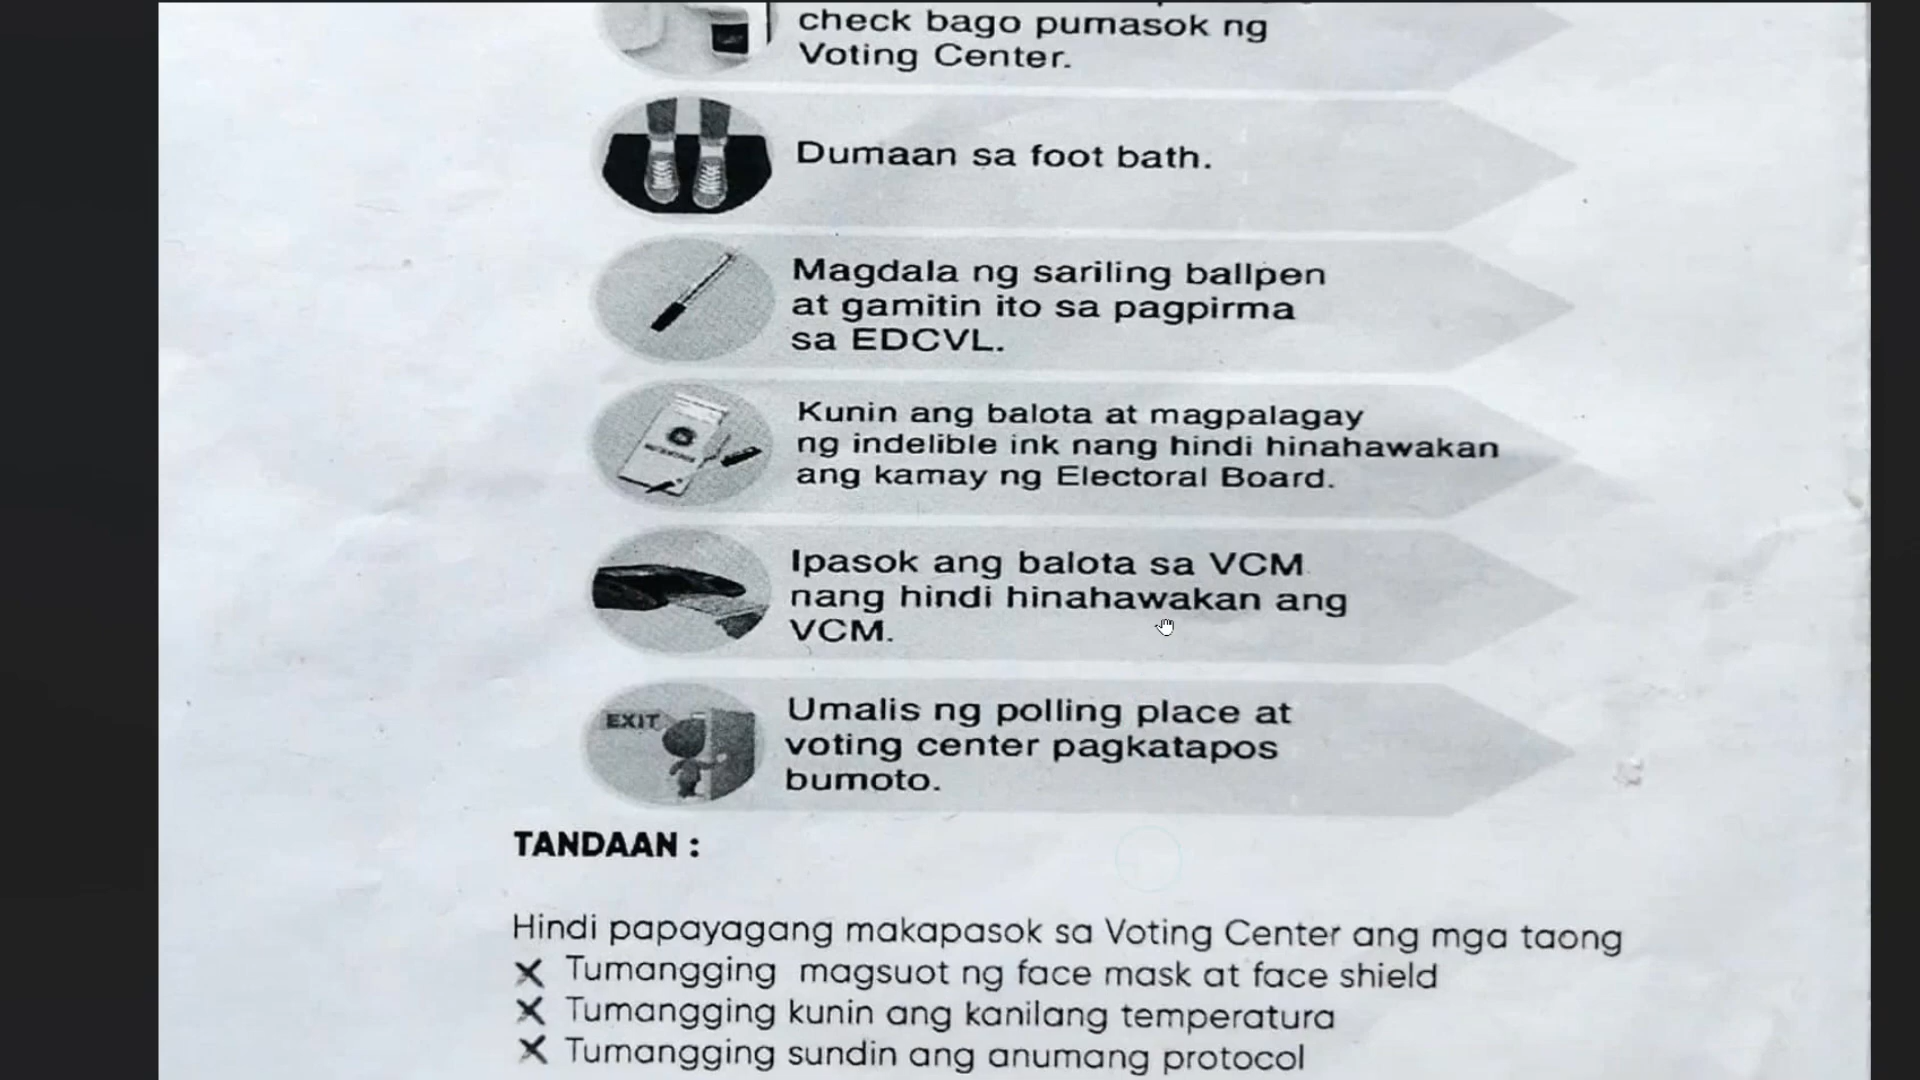 check bago pumasok ng
Voting Center.
Dumaan sa foot bath.
Magdala ng sariling ballpen
at gamitin ito sa pagpirma
sa EDCVL.
Kunin ang balota at magpalagay
ng indelible ink nang hindi hinahawakan
ang kamay ng Electoral Board.
Ipasok ang balota sa VCM
nang hindi hinahawakan ang
VCM.
EXIT
Umalis ng polling place at
voting center pagkatapos
bumoto.
TANDAAN :
Hindi papayagang makapasok sa Voting Center ang mga taong
X Tumangging magsuot ng face mask at face shield
X Tumangging kunin ang kanilang temperatura
X Tumangging sundin ang anumang protocol